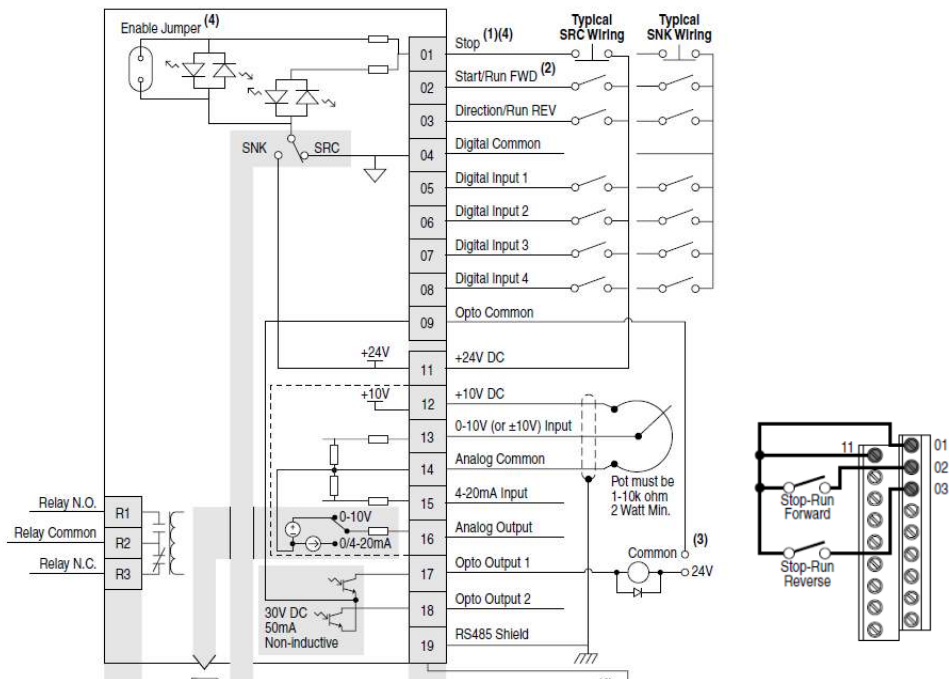 Enable Jumper (4)
SNK
SRC
+24V
+10V
0-10V
0/4-20mA
30V DC
50mA
Non-inductive
Relay N.O.
Relay Common
Relay N.C.
R1
R2
R3
Typical
SRC Wiring
Typical
SNK Wiring
01 Stop (1)(4)
02 Start/Run FWD (2)
03 Direction/Run REV
04 Digital Common
05 Digital Input 1
06 Digital Input 2
07 Digital Input 3
08 Digital Input 4
09 Opto Common
11 +24V DC
12 +10V DC
13 0-10V (or ±10V) Input
14 Analog Common
15 4-20mA Input
16 Analog Output
17 Opto Output 1
18 Opto Output 2
19 RS485 Shield
Pot must be
1-10k ohm
2 Watt Min.
Common (3)
24V
11
01
02
03
Stop-Run
Forward
Stop-Run
Reverse